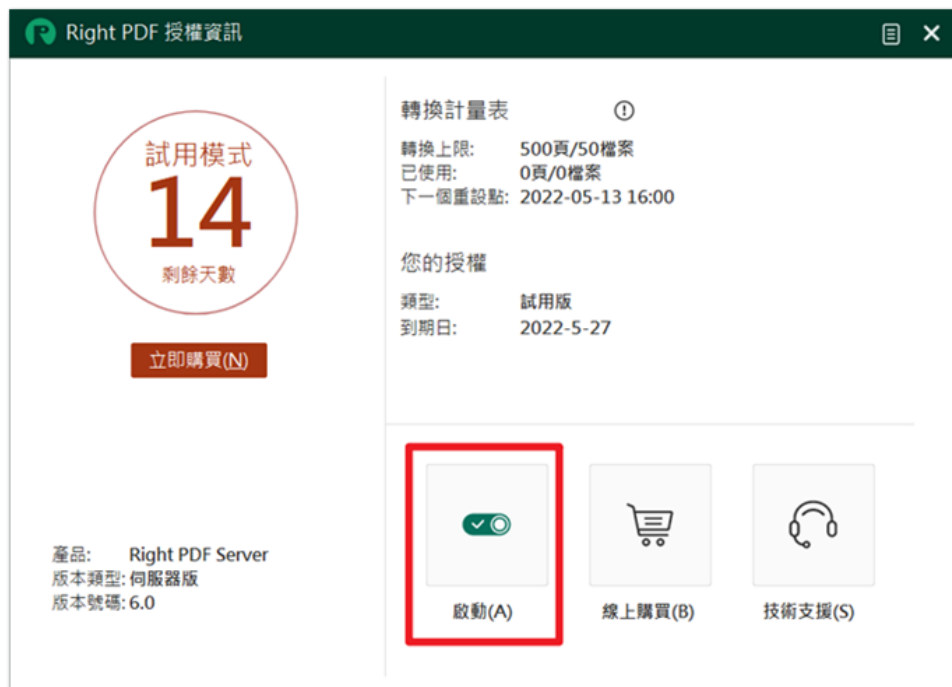 Right PDF 授權資訊
試用模式
14
剩餘天數
立即購買(N)
產品: Right PDF Server
版本類型: 伺服器版
版本號碼: 6.0
轉換計量表
轉換上限: 500頁/50檔案
已使用: 0頁/0檔案
下一個重設點: 2022-05-13 16:00
您的授權
類型: 試用版
到期日: 2022-5-27
啟動(A)
線上購買(B)
技術支援(S)